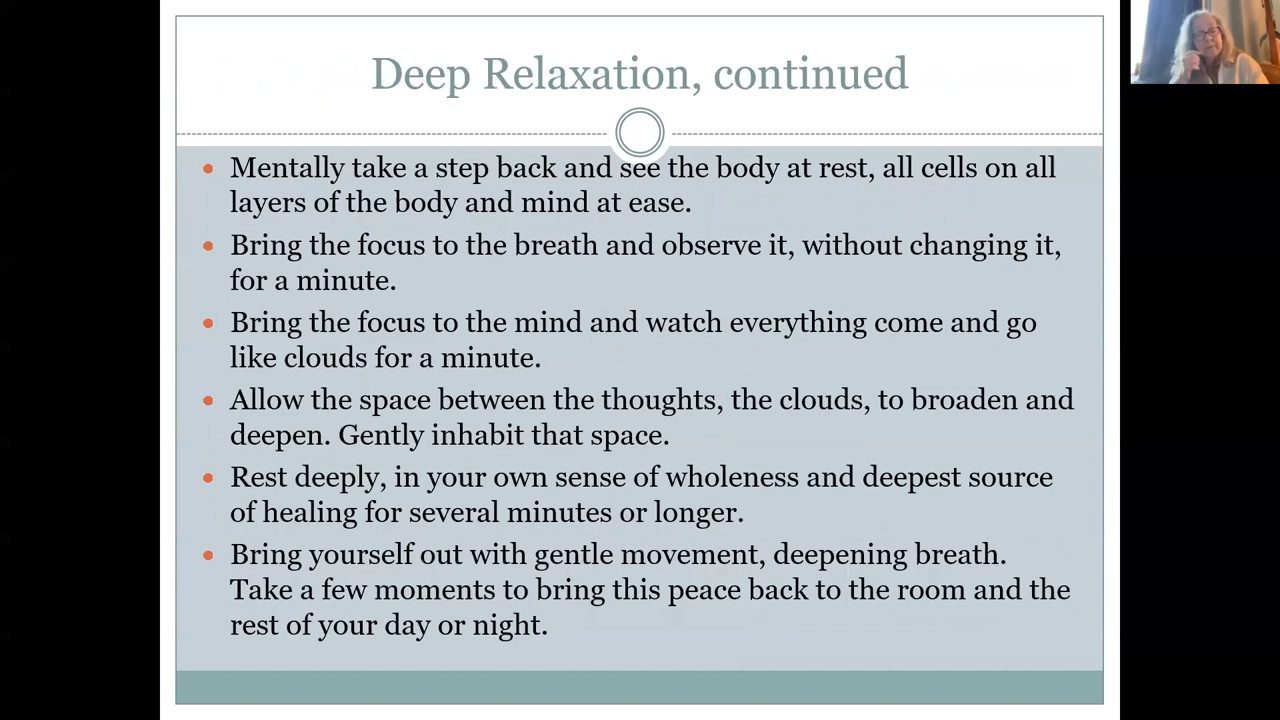 Deep Relaxation, continued
• Mentally take a step back and see the body at rest, all cells on all
layers of the body and mind at ease.
• Bring the focus to the breath and observe it, without changing it,
for a minute.
• Bring the focus to the mind and watch everything come and go
like clouds for a minute.
• Allow the space between the thoughts, the clouds, to broaden and
deepen. Gently inhabit that space.
• Rest deeply, in your own sense of wholeness and deepest source
of healing for several minutes or longer.
• Bring yourself out with gentle movement, deepening breath.
Take a few moments to bring this peace back to the room and the
rest of your day or night.